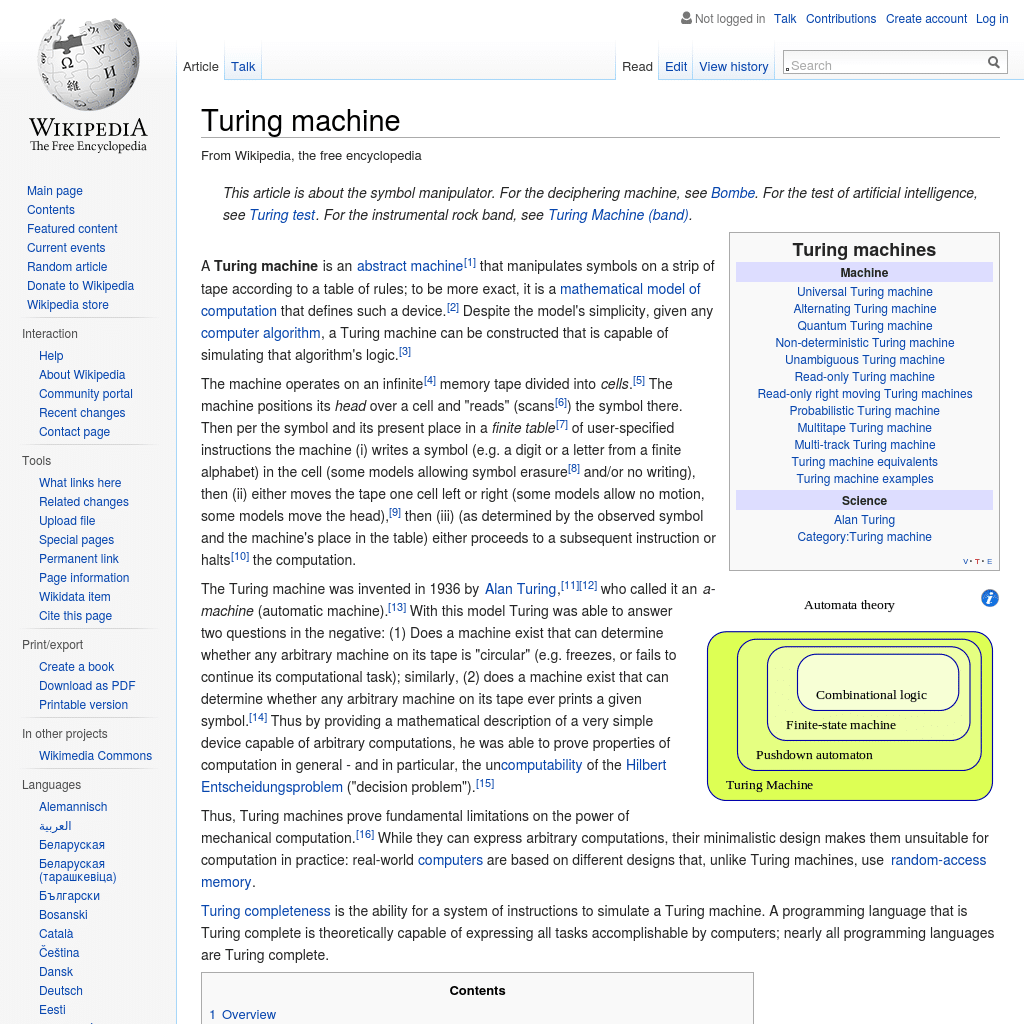 Not logged in Talk Contributions Create account Log in
Article Talk
Read Edit View history
Search
WIKIPEDIA
The Free Encyclopedia
Main page
Contents
Featured content
Current events
Random article
Donate to Wikipedia
Wikipedia store
Interaction
Help
About Wikipedia
Community portal
Recent changes
Contact page
Tools
What links here
Related changes
Upload file
Special pages
Permanent link
Page information
Wikidata item
Cite this page
Print/export
Create a book
Download as PDF
Printable version
In other projects
Wikimedia Commons
Languages
Alemannisch
العربية
Беларуская
Беларуская
(тарашкевіца)
Български
Bosanski
Català
Čeština
Dansk
Deutsch
Eesti
Turing machine
From Wikipedia, the free encyclopedia
This article is about the symbol manipulator. For the deciphering machine, see Bombe. For the test of artificial intelligence,
see Turing test. For the instrumental rock band, see Turing Machine (band).
A Turing machine is an abstract machine[1] that manipulates symbols on a strip of
tape according to a table of rules; to be more exact, it is a mathematical model of
computation that defines such a device.[2] Despite the model's simplicity, given any
computer algorithm, a Turing machine can be constructed that is capable of
simulating that algorithm's logic.[3]
The machine operates on an infinite[4] memory tape divided into cells.[5] The
machine positions its head over a cell and "reads" (scans[6]) the symbol there.
Then per the symbol and its present place in a finite table[7] of user-specified
instructions the machine (i) writes a symbol (e.g. a digit or a letter from a finite
alphabet) in the cell (some models allowing symbol erasure[8] and/or no writing),
then (ii) either moves the tape one cell left or right (some models allow no motion,
some models move the head),[9] then (iii) (as determined by the observed symbol
and the machine's place in the table) either proceeds to a subsequent instruction or
halts[10] the computation.
The Turing machine was invented in 1936 by Alan Turing,[11][12] who called it an a-
machine (automatic machine).[13] With this model Turing was able to answer
two questions in the negative: (1) Does a machine exist that can determine
whether any arbitrary machine on its tape is "circular" (e.g. freezes, or fails to
continue its computational task); similarly, (2) does a machine exist that can
determine whether any arbitrary machine on its tape ever prints a given
symbol.[14] Thus by providing a mathematical description of a very simple
device capable of arbitrary computations, he was able to prove properties of
computation in general - and in particular, the uncomputability of the Hilbert
Entscheidungsproblem ("decision problem").[15]
Thus, Turing machines prove fundamental limitations on the power of
mechanical computation.[16] While they can express arbitrary computations, their minimalistic design makes them unsuitable for
computation in practice: real-world computers are based on different designs that, unlike Turing machines, use random-access
memory.
Turing completeness is the ability for a system of instructions to simulate a Turing machine. A programming language that is
Turing complete is theoretically capable of expressing all tasks accomplishable by computers; nearly all programming languages
are Turing complete.
Contents
1 Overview
Turing machines
Machine
Universal Turing machine
Alternating Turing machine
Quantum Turing machine
Non-deterministic Turing machine
Unambiguous Turing machine
Read-only Turing machine
Read-only right moving Turing machines
Probabilistic Turing machine
Multitape Turing machine
Multi-track Turing machine
Turing machine equivalents
Turing machine examples
Science
Alan Turing
Category:Turing machine
V · T · E
Automata theory
Combinational logic
Finite-state machine
Pushdown automaton
Turing Machine